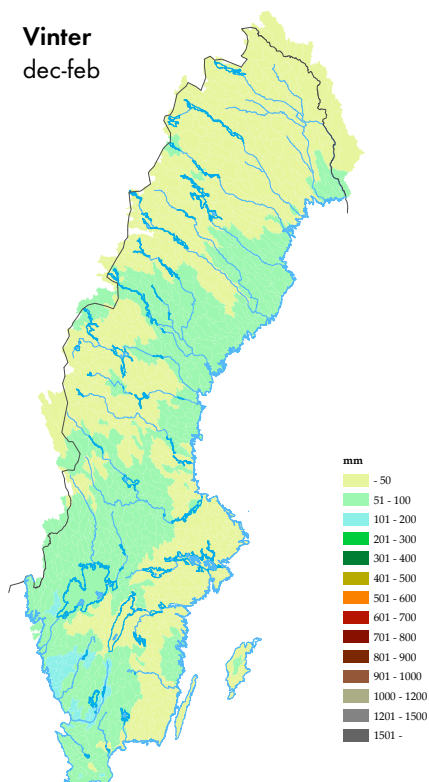 Vinter
dec-feb
mm
- 50
51 - 100
101 - 200
201 - 300
301 - 400
401 - 500
501 - 600
601 - 700
701 - 800
801 - 900
901 - 1000
1000 - 1200
1201 - 1500
1501 -